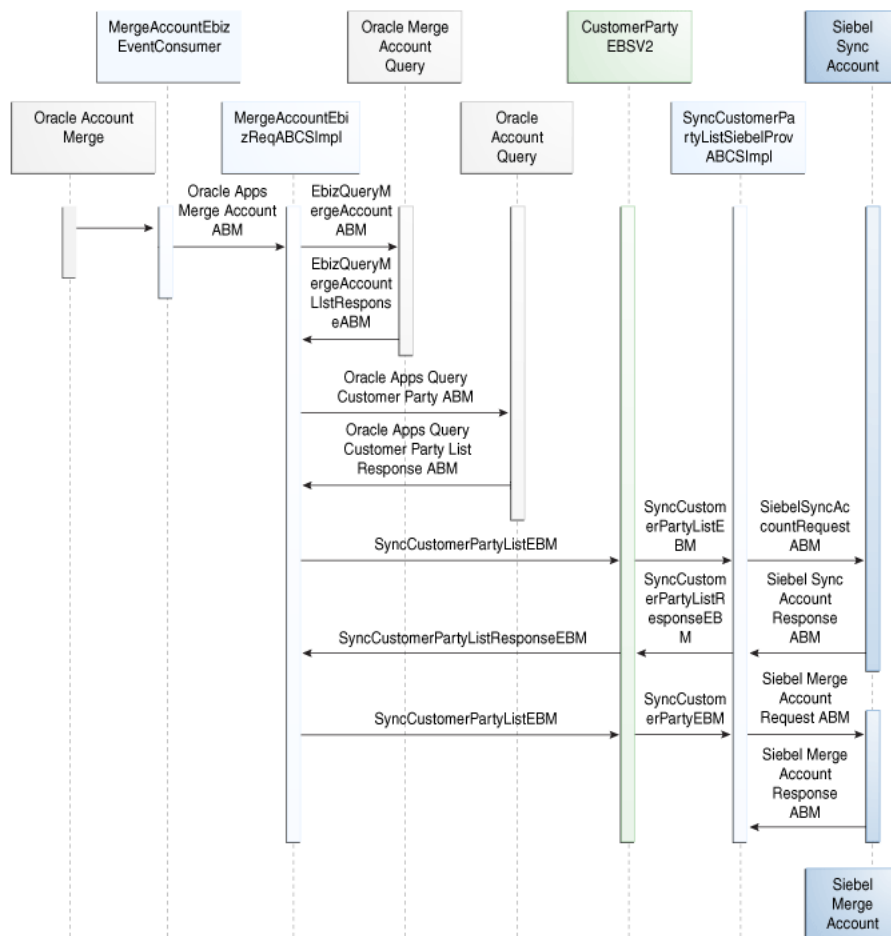 MergeAccountEbiz
EventConsumer
Oracle Merge
Account
Query
CustomerParty
EBSV2
Siebel
Sync
Account
Oracle Account
Merge
MergeAccountEbi
zReqABCSImpl
Oracle
Account
Query
SyncCustomerPa
rtyListSiebelProv
ABCSImpl
Oracle Apps
Merge Account
ABM
EbizQueryM
ergeAccount
ABM
EbizQueryM
ergeAccount
LIstRespons
eABM
Oracle Apps Query
Customer Party ABM
Oracle Apps Query
Customer Party List
Response ABM
SyncCustomerPartyListEBM
SyncCustom
erPartyListE
BM
SiebelSyncAc
countRequest
ABM
SyncCustomerPartyListResponseEBM
SyncCustom
erPartyListR
esponseEB
M
Siebel Sync
Account
Response
ABM
SyncCustomerPartyListEBM
SyncCustom
erPartyEBM
Siebel Merge
Account
Request ABM
Siebel Merge
Account
Response
ABM
Siebel
Merge
Account